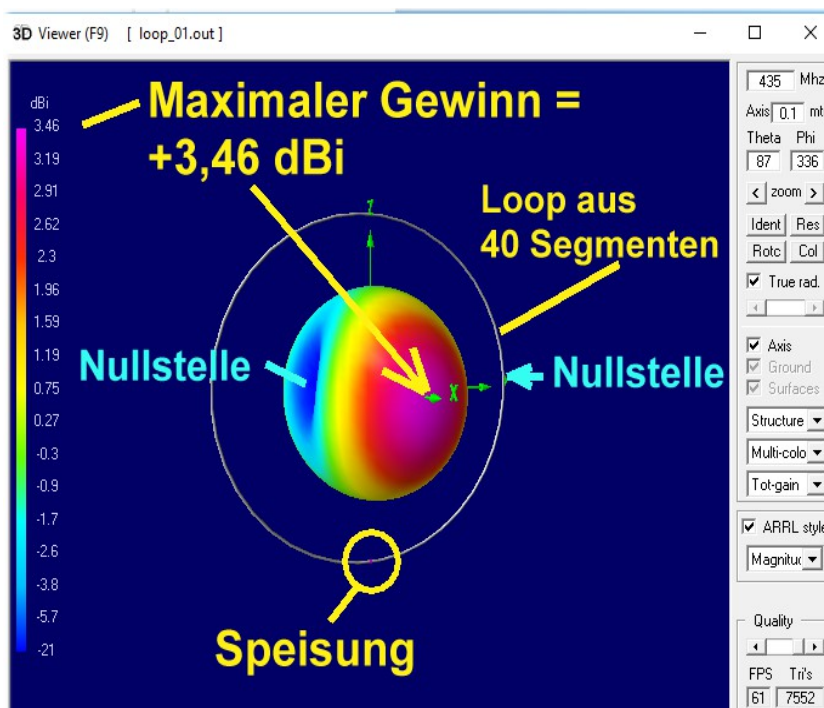 3D Viewer (F9) [ loop_01.out ]
dBi
3.46
3.19
2.91
2.62
2.3
1.96
1.59
1.19
0.75
0.27
-0.3
-0.9
-1.7
-2.6
-3.8
-5.7
-21
Maximaler Gewinn =
+3,46 dBi
Loop aus
40 Segmenten
Nullstelle
X
Nullstelle
Speisung
435 Mhz
Axis 0.1 mt
Theta Phi
87 336
< zoom >
Ident Res
Rotc Col
True rad.
Axis
Ground
Surfaces
Structure
Multi-colo
Tot-gain
ARRL style
Magnituc
Quality
FPS Tri's
61 7552